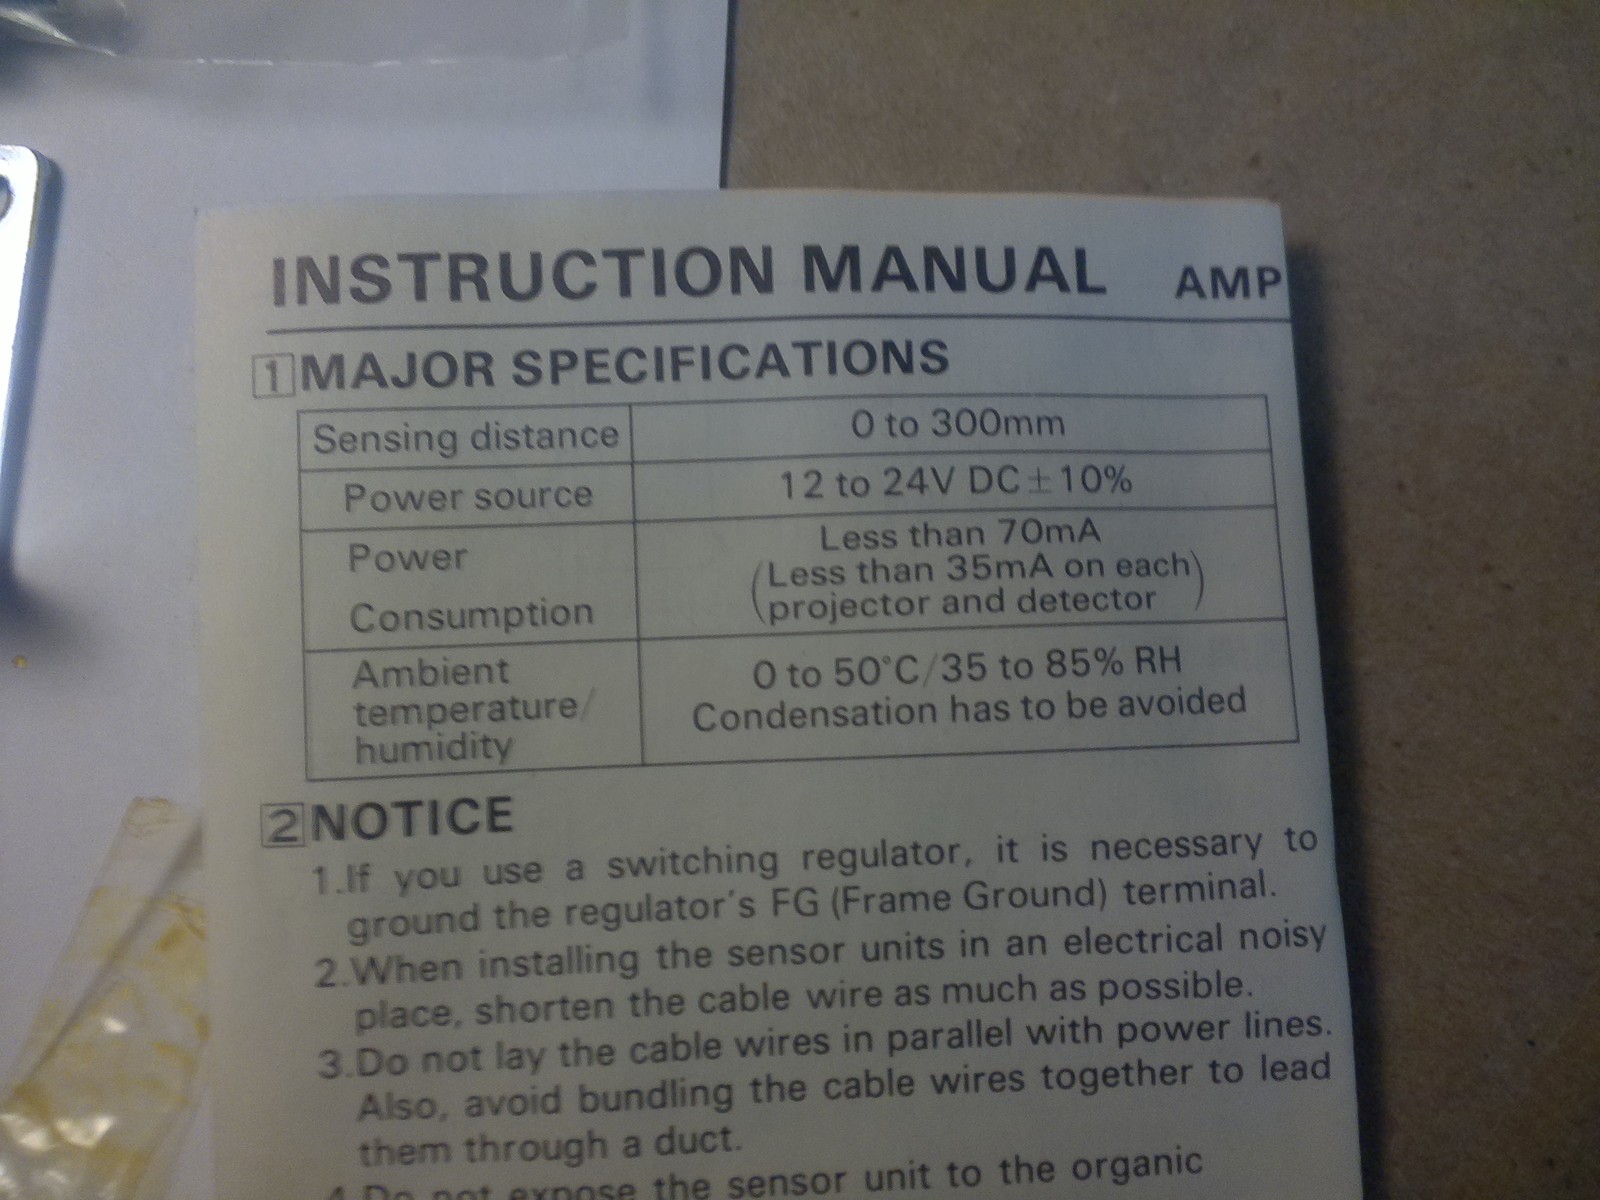 INSTRUCTION MANUAL AMP
1 MAJOR SPECIFICATIONS
Sensing distance 0 to 300mm
Power source 12 to 24V DC±10%
Power Consumption
Less than 70mA
(Less than 35mA on each
projector and detector)
Ambient
temperature/
humidity
0 to 50°C/35 to 85% RH
Condensation has to be avoided
2 NOTICE
1.If you use a switching regulator, it is necessary to
ground the regulator's FG (Frame Ground) terminal.
2.When installing the sensor units in an electrical noisy
place, shorten the cable wire as much as possible.
3.Do not lay the cable wires in parallel with power lines.
Also, avoid bundling the cable wires together to lead
them through a duct.
4.Do not expose the sensor unit to the organic